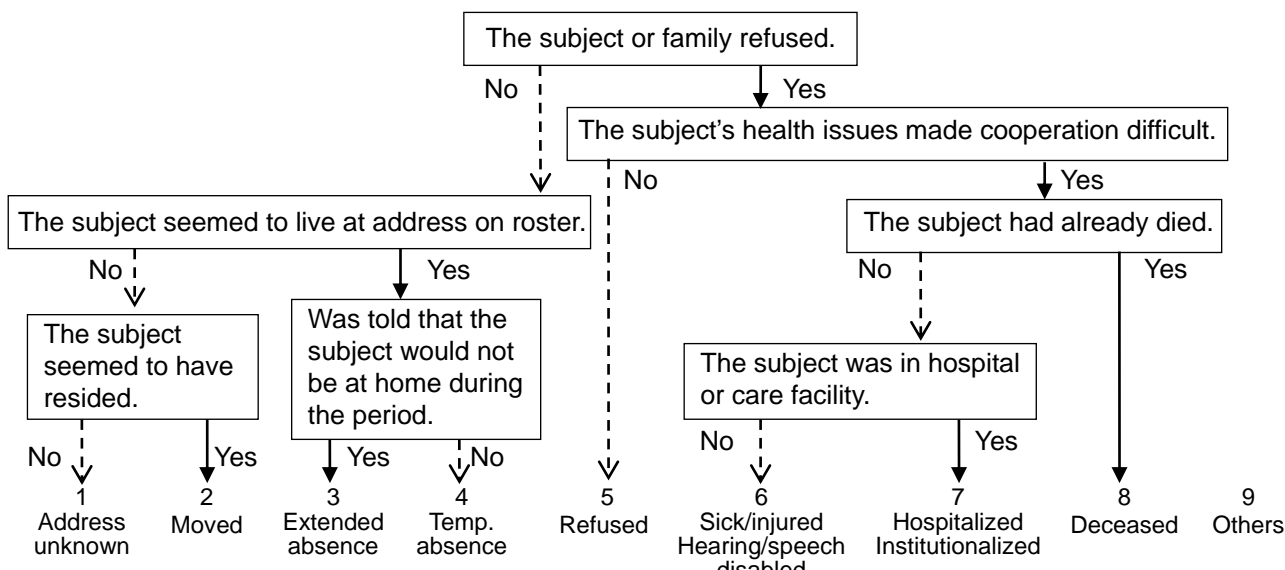 The subject or family refused.
No
Yes
The subject's health issues made cooperation difficult.
No
Yes
The subject seemed to live at address on roster.
The subject had already died.
No
Yes
No
Yes
The subject
seemed to have
resided.
Was told that the
subject would not
be at home during
the period.
The subject was in hospital
or care facility.
No
Yes
Yes
No
No
Yes
1
Address
unknown
2
Moved
3
Extended
absence
4
Temp.
absence
5
Refused
6
Sick/injured
Hearing/speech
disabled
7
Hospitalized
Institutionalized
8
Deceased
9
Others